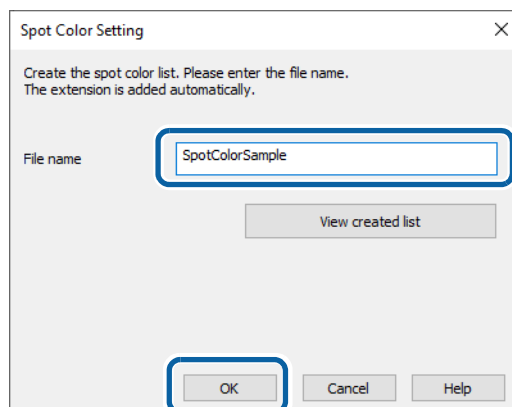 Spot Color Setting
Create the spot color list. Please enter the file name.
The extension is added automatically.
File name
SpotColorSample
View created list
OK
Cancel
Help